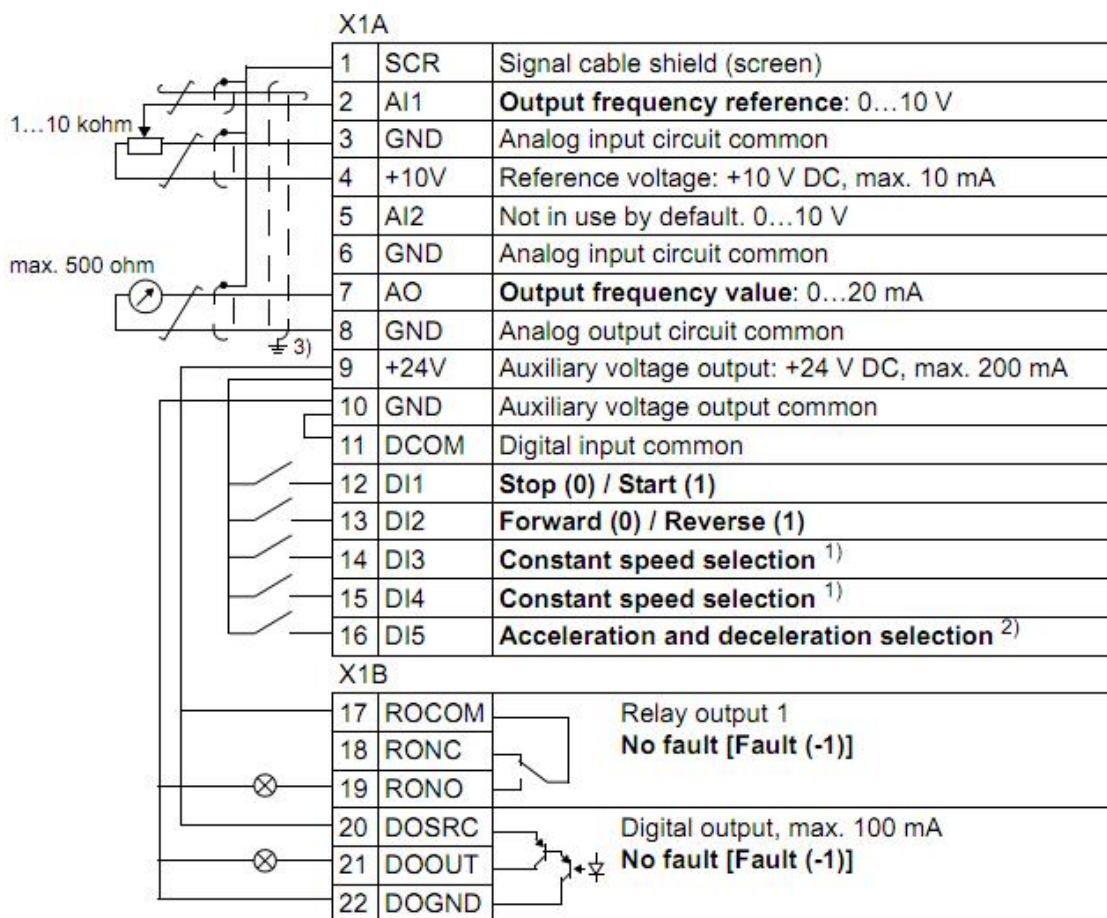 X1A
1 SCR Signal cable shield (screen)
2 AI1 Output frequency reference: 0…10 V
1…10 kohm
3 GND Analog input circuit common
4 +10V Reference voltage: +10 V DC, max. 10 mA
5 AI2 Not in use by default. 0…10 V
6 GND Analog input circuit common
max. 500 ohm
7 AO Output frequency value: 0…20 mA
8 GND Analog output circuit common
3)
9 +24V Auxiliary voltage output: +24 V DC, max. 200 mA
10 GND Auxiliary voltage output common
11 DCOM Digital input common
12 DI1 Stop (0) / Start (1)
13 DI2 Forward (0) / Reverse (1)
14 DI3 Constant speed selection 1)
15 DI4 Constant speed selection 1)
16 DI5 Acceleration and deceleration selection 2)
X1B
17 ROCOM Relay output 1
18 RONC No fault [Fault (-1)]
19 RONO
20 DOSRC Digital output, max. 100 mA
21 DOOUT No fault [Fault (-1)]
22 DOGND